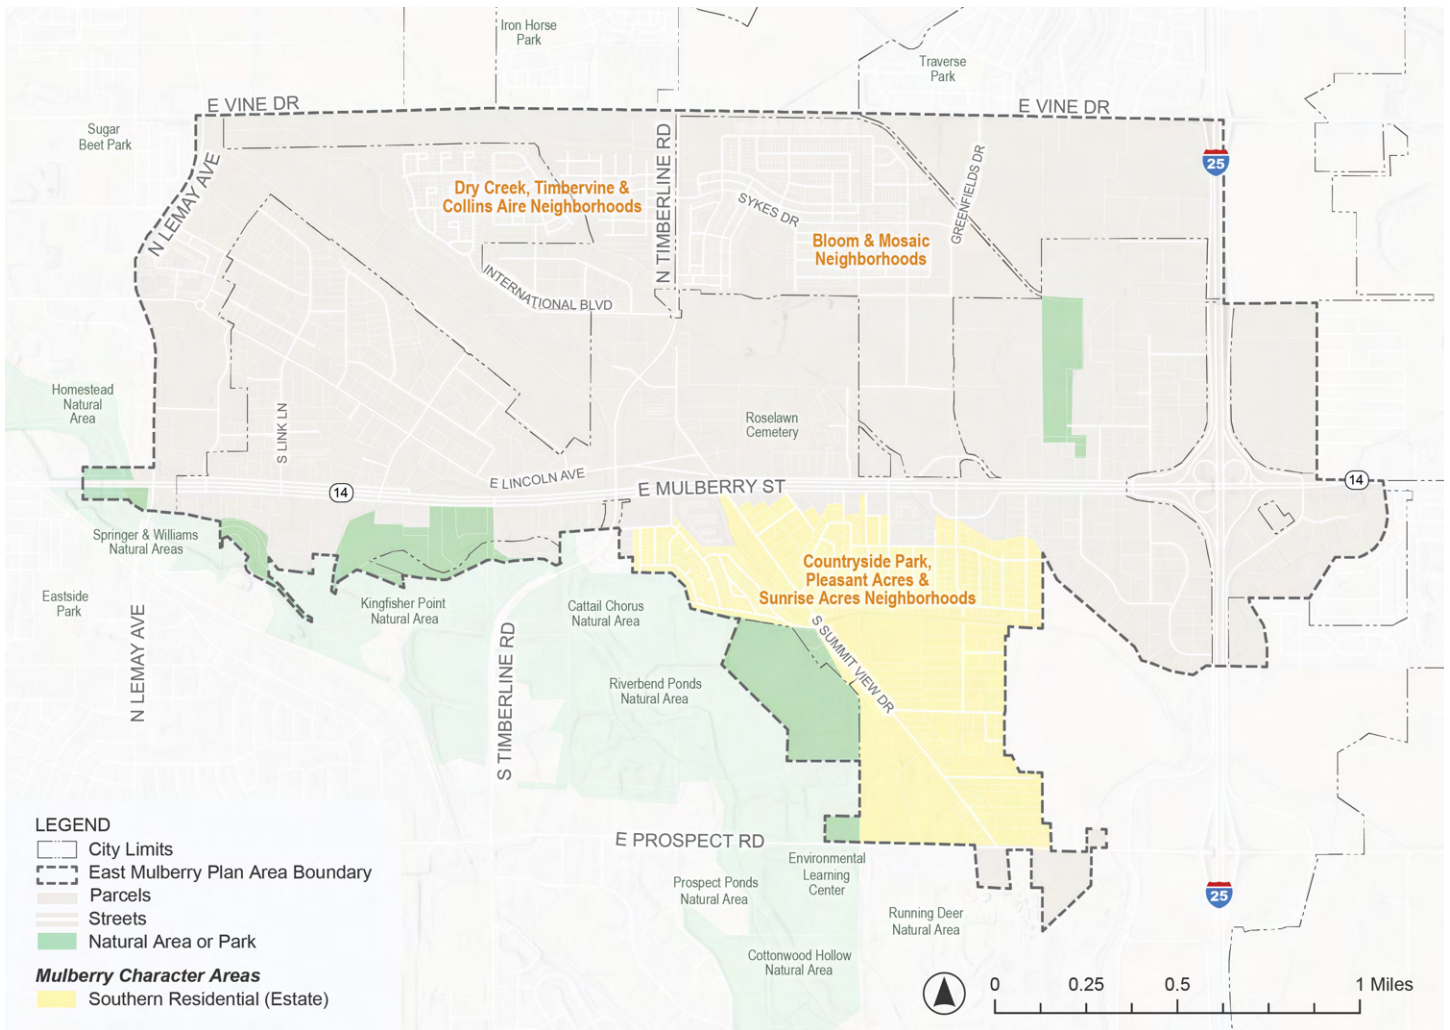 Iron Horse
Park
Traverse
Park
E VINE DR
E VINE DR
Sugar
Beet Park
N LEMAY AVE
N TIMBERLINE RD
25
Dry Creek, Timbervine &
Collins Aire Neighborhoods
SYKES DR
GREENFIELDS DR
Bloom & Mosaic
Neighborhoods
INTERNATIONAL BLVD
Homestead
Natural
Area
S LINK LN
Roselawn
Cemetery
E LINCOLN AVE
14
E MULBERRY ST
14
Springer & Williams
Natural Areas
Countryside Park,
Pleasant Acres &
Sunrise Acres Neighborhoods
Eastside
Park
Kingfisher Point
Natural Area
Cattail Chorus
Natural Area
N LEMAY AVE
S TIMBERLINE RD
S SUMMIT VIEW DR
Riverbend Ponds
Natural Area
E PROSPECT RD
Environmental
Learning
Center
Prospect Ponds
Natural Area
25
Running Deer
Natural Area
Cottonwood Hollow
Natural Area
LEGEND
City Limits
East Mulberry Plan Area Boundary
Parcels
Streets
Natural Area or Park
Mulberry Character Areas
Southern Residential (Estate)
0 0.25 0.5 1 Miles